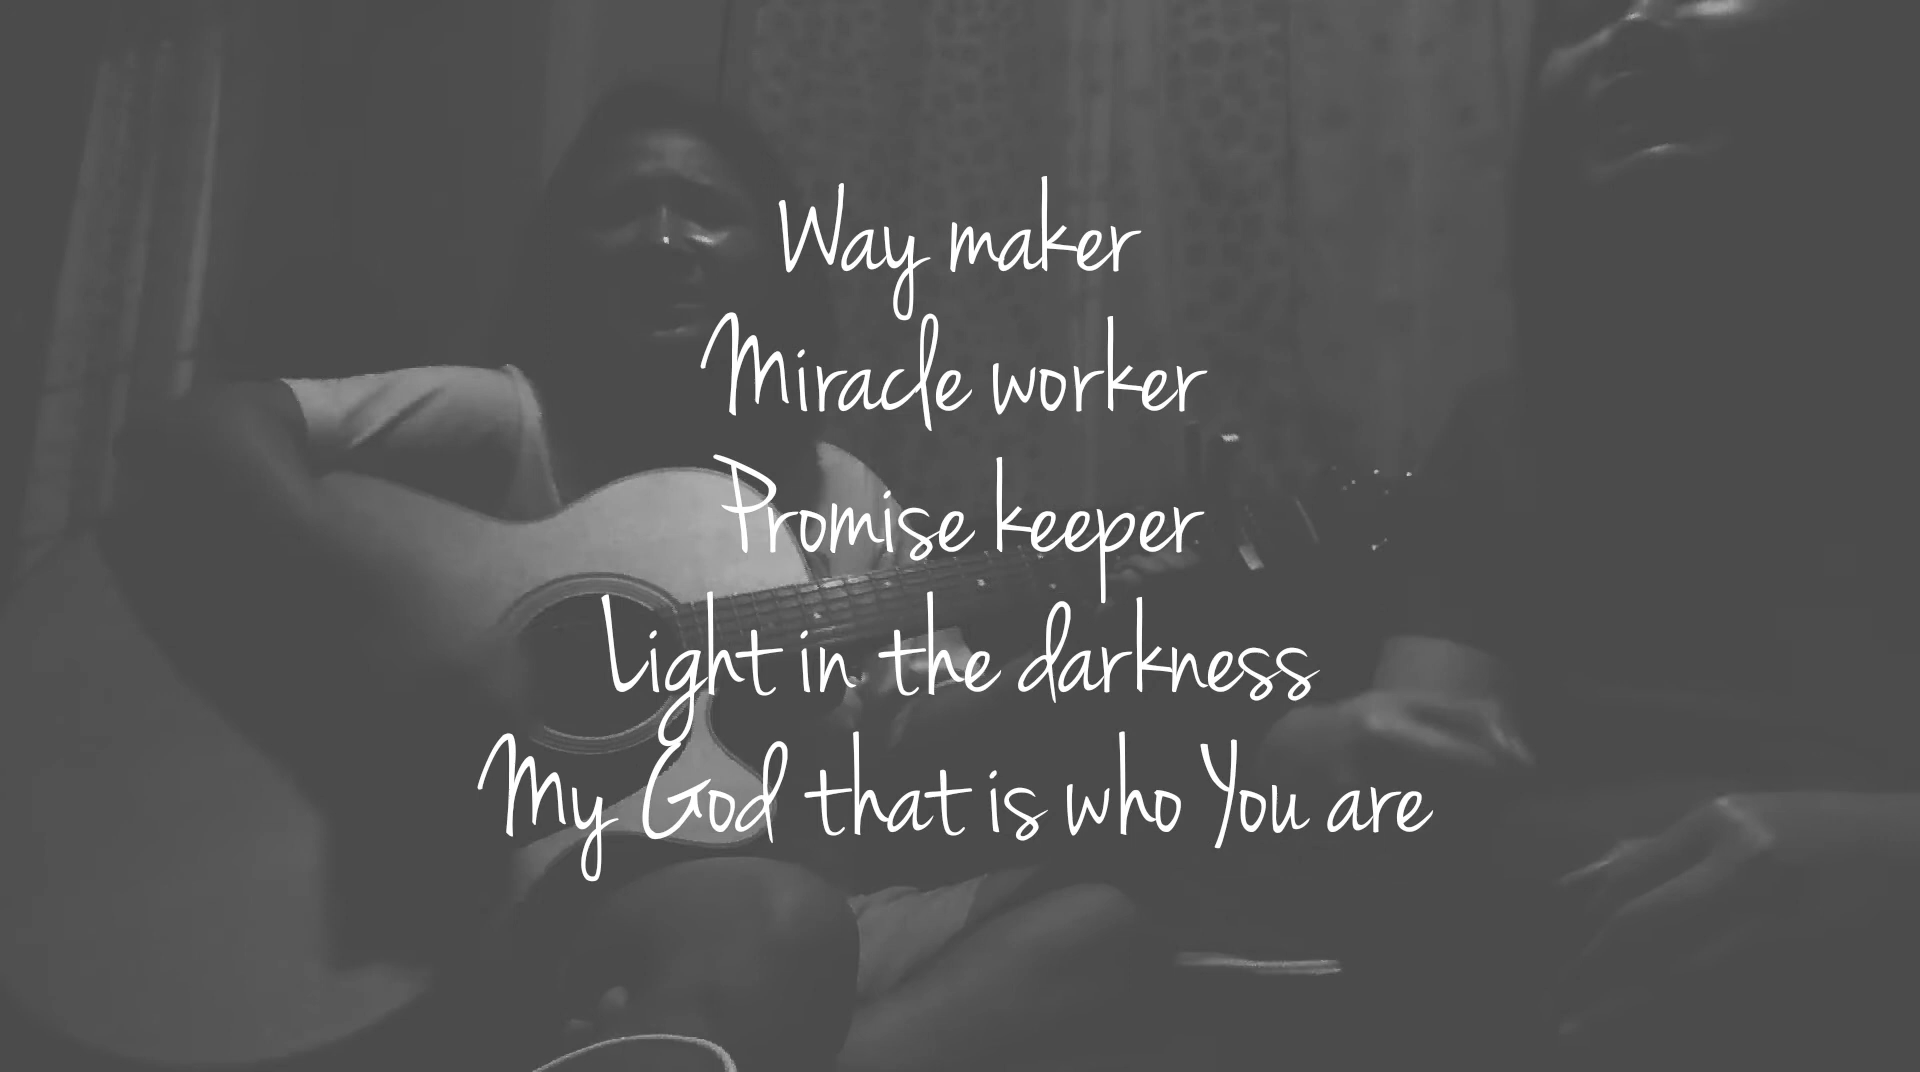 Way maker
Miracle worker
Promise keeper
Light in the darkness
My God that is who You are